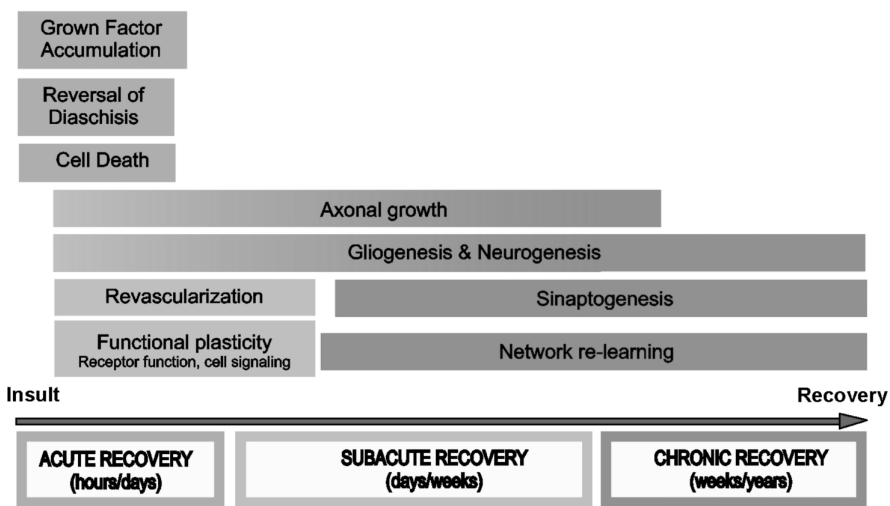 Grown Factor
Accumulation
Reversal of
Diaschisis
Cell Death
Axonal growth
Gliogenesis & Neurogenesis
Revascularization
Sinaptogenesis
Functional plasticity
Receptor function, cell signaling
Network re-learning
Insult
Recovery
ACUTE RECOVERY
(hours/days)
SUBACUTE RECOVERY
(days/weeks)
CHRONIC RECOVERY
(weeks/years)